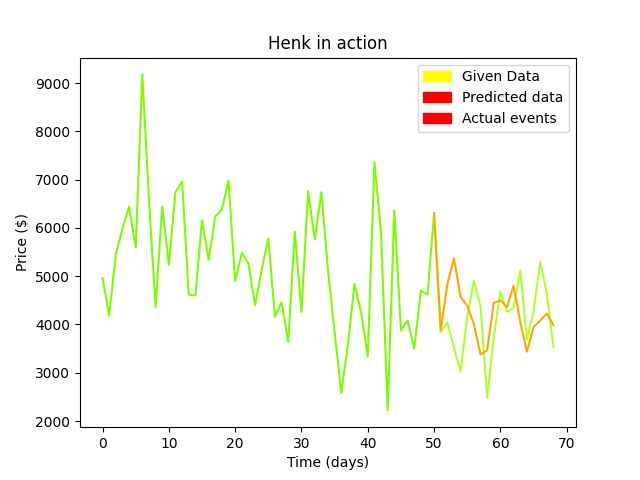 Henk in action
Given Data
Predicted data
Actual events
Price ($)
9000
8000
7000
6000
5000
4000
3000
2000
0 10 20 30 40 50 60 70
Time (days)